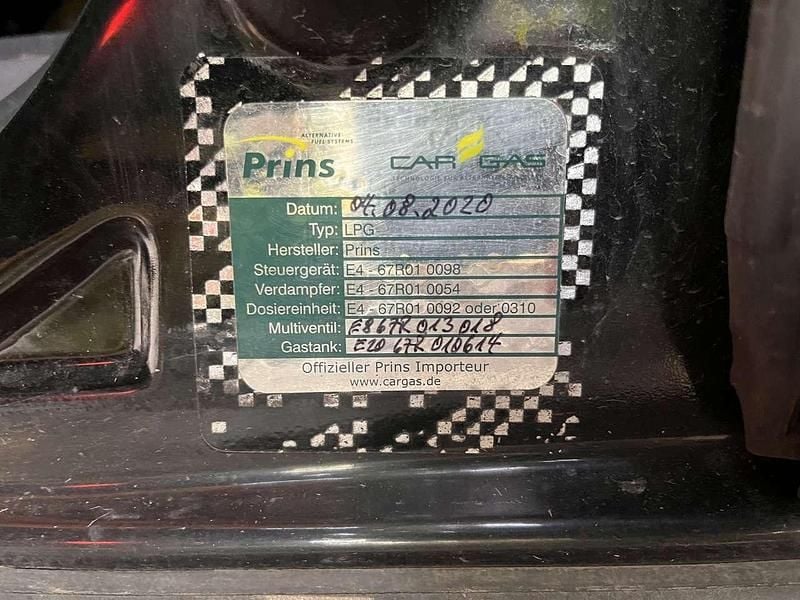 ALTERNATIVE
FUEL SYSTEMS
Prins
CAR GAS
Datum: 04.08.2020
Typ: LPG
Hersteller: Prins
Steuergerät: E4 - 67R01 0098
Verdampfer: E4 - 67R01 0054
Dosiereinheit: E4 - 67R01 0092 oder 0310
Multiventil: E8 67R 013018
Gastank: E20 67R 010614
Offizieller Prins Importeur
www.cargas.de